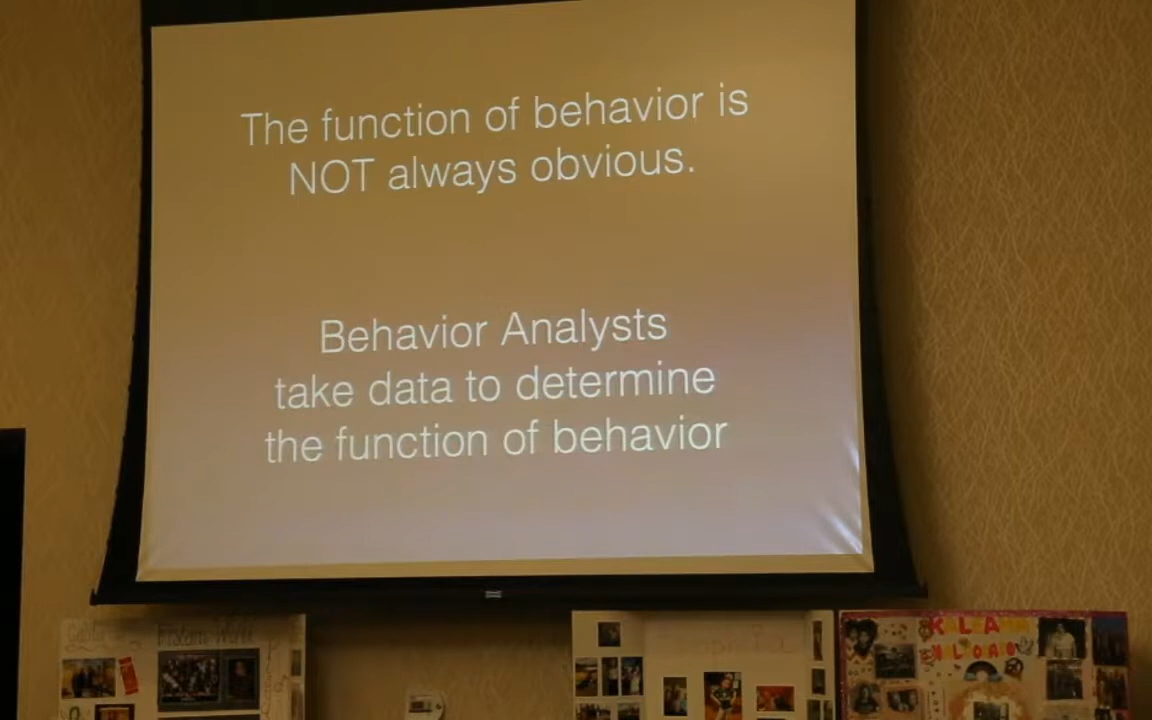 The function of behavior is
NOT always obvious.
Behavior Analysts
take data to determine
the function of behavior